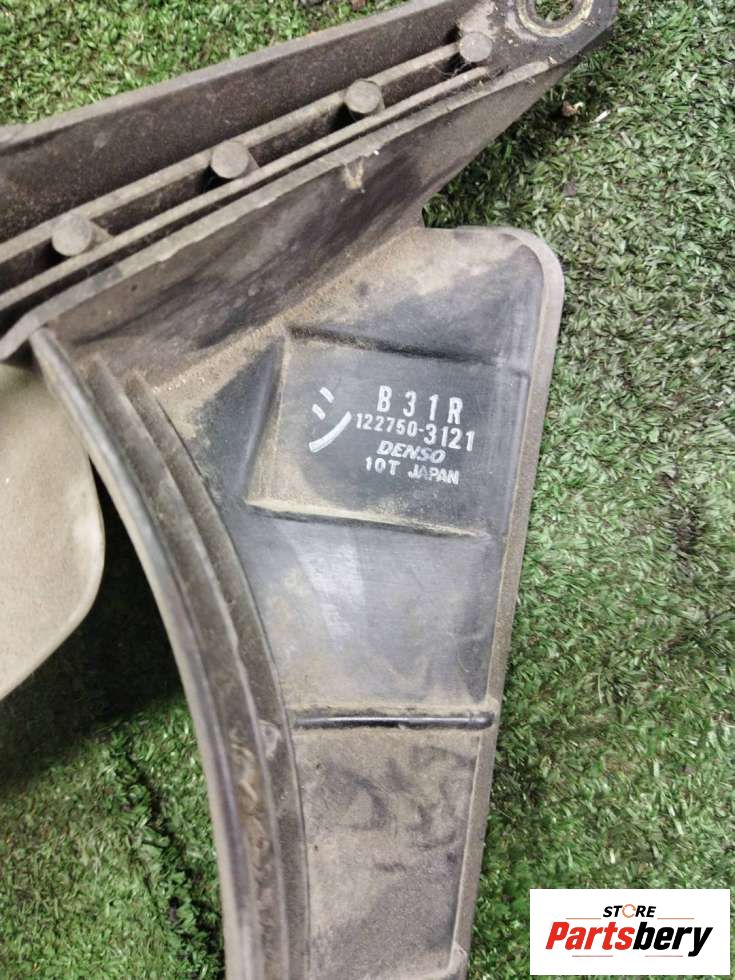 シ
B31R
122750-3121
DENSO
10T JAPAN
STORE
Partsbery